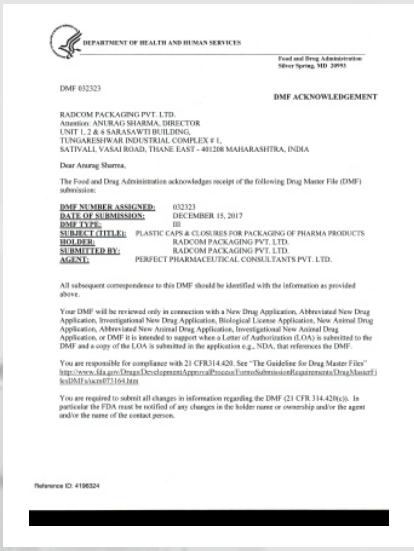 DEPARTMENT OF HEALTH AND HUMAN SERVICES
Food and Drug Administration
Silver Spring, MD 20993
DMF 032323
DMF ACKNOWLEDGEMENT
RADCOM PACKAGING PVT. LTD.
Attention: ANURAG SHARMA, DIRECTOR
UNIT 1, 2 & 6 SARASAWTI BUILDING,
TUNGARESHWAR INDUSTRIAL COMPLEX # 1,
SATIVALI, VASAI ROAD, THANE EAST - 401208 MAHARASHTRA, INDIA
Dear Anurag Sharma,
The Food and Drug Administration acknowledges receipt of the following Drug Master File (DMF)
submission:
DMF NUMBER ASSIGNED: 032323
DATE OF SUBMISSION: DECEMBER 15, 2017
DMF TYPE: III
SUBJECT (TITLE): PLASTIC CAPS & CLOSURES FOR PACKAGING OF PHARMA PRODUCTS
HOLDER: RADCOM PACKAGING PVT. LTD.
SUBMITTED BY: RADCOM PACKAGING PVT. LTD.
AGENT: PERFECT PHARMACEUTICAL CONSULTANTS PVT. LTD.
All subsequent correspondence to this DMF should be identified with the information as provided
above.
Your DMF will be reviewed only in connection with a New Drug Application, Abbreviated New Drug
Application, Investigational New Drug Application, Biological License Application, New Animal Drug
Application, Abbreviated New Animal Drug Application, Investigational New Animal Drug
Application, or DMF it is intended to support when a Letter of Authorization (LOA) is submitted to the
DMF and a copy of the LOA is submitted in the application e.g., NDA, that references the DMF.
You are responsible for compliance with 21 CFR314.420. See "The Guideline for Drug Master Files"
http://www.fda.gov/Drugs/DevelopmentApprovalProcess/FormsSubmissionRequirements/DrugMasterFi
lesDMFs/ucm073164.htm
You are required to submit all changes in information regarding the DMF (21 CFR 314.420(c)). In
particular the FDA must be notified of any changes in the holder name or ownership and/or the agent
and/or the name of the contact person.
Reference ID: 4196324